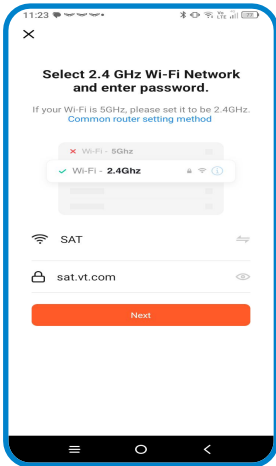 11:23
Select 2.4 GHz Wi-Fi Network
and enter password.
If your Wi-Fi is 5GHz, please set it to be 2.4GHz.
Common router setting method
Wi-Fi - 5Ghz
Wi-Fi - 2.4Ghz
SAT
sat.vt.com
Next